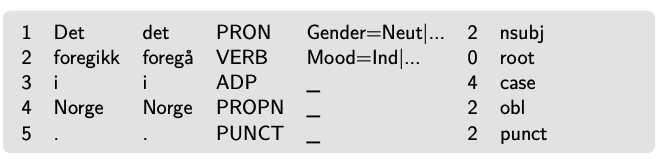 1 Det det PRON Gender=Neut|... 2 nsubj
2 foregikk foregå VERB Mood=Ind|... 0 root
3 i i ADP _ 4 case
4 Norge Norge PROPN _ 2 obl
5 . . PUNCT _ 2 punct